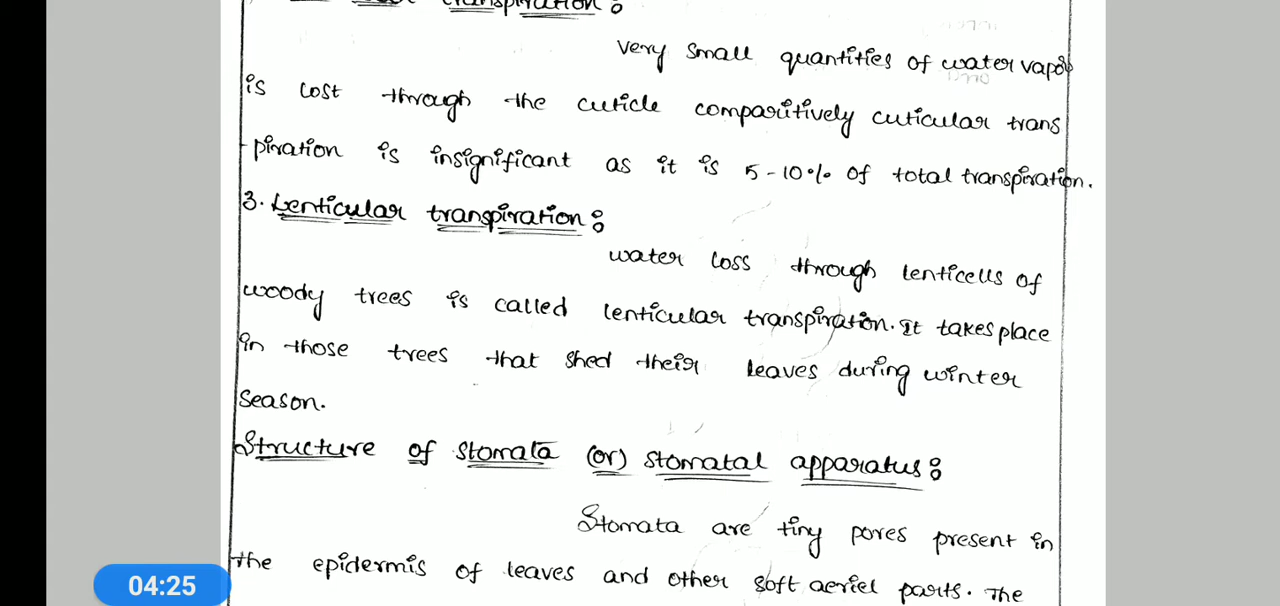 transpiration :
very small quantities of water vapo
is lost through the cuticle comparitively cuticular trans
-piration is insignificant as it is 5-10% of total transpiration.
3. Lenticular transpiration :
water loss through lenticells of
woody trees is called lenticular transpiration. It takes place
in those trees that shed their leaves during winter
season.
Structure of stomata (or) stomatal apparatus :
Stomata are tiny pores present in
the epidermis of leaves and other soft aeriel parts. The
04:25